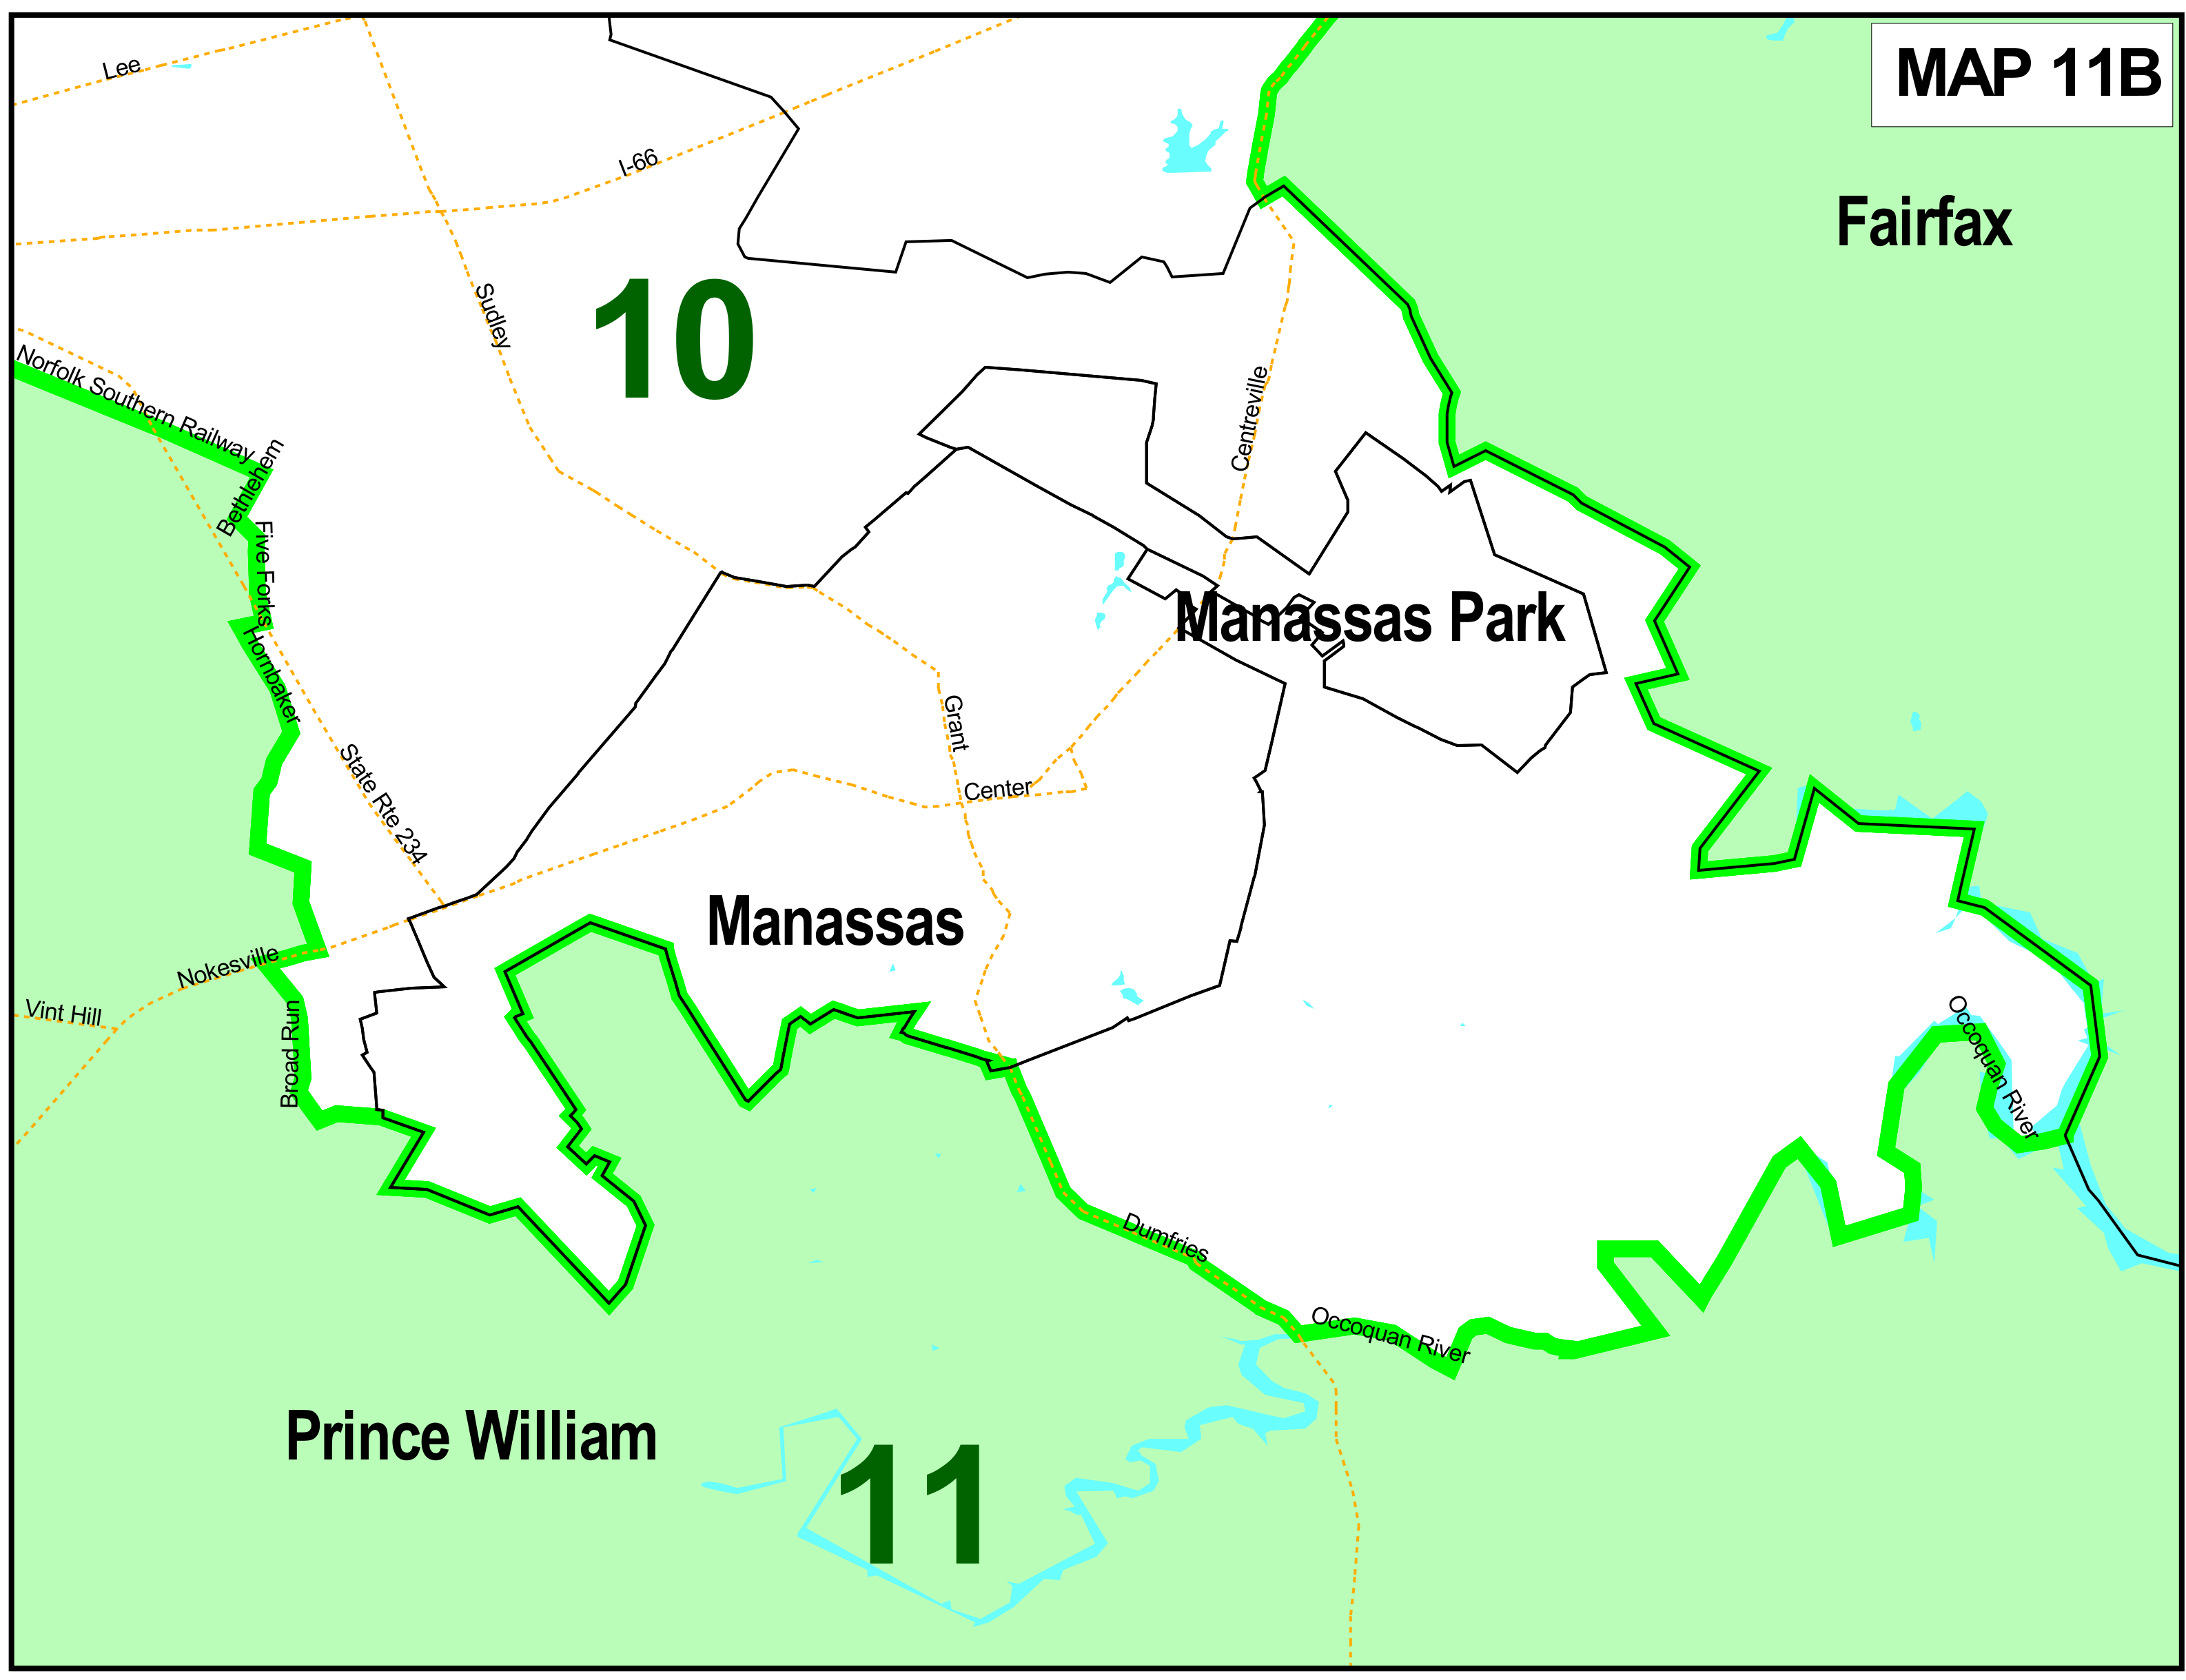 MAP 11B
Lee
I-66
Fairfax
Sudley
10
Norfolk Southern Railway
Centreville
Bethlehem
Five Forks
Manassas Park
Hornbaker
Grant
State Rte 234
Center
Manassas
Nokesville
Vint Hill
Broad Run
Occoquan River
Dumfries
Occoquan River
Prince William
11